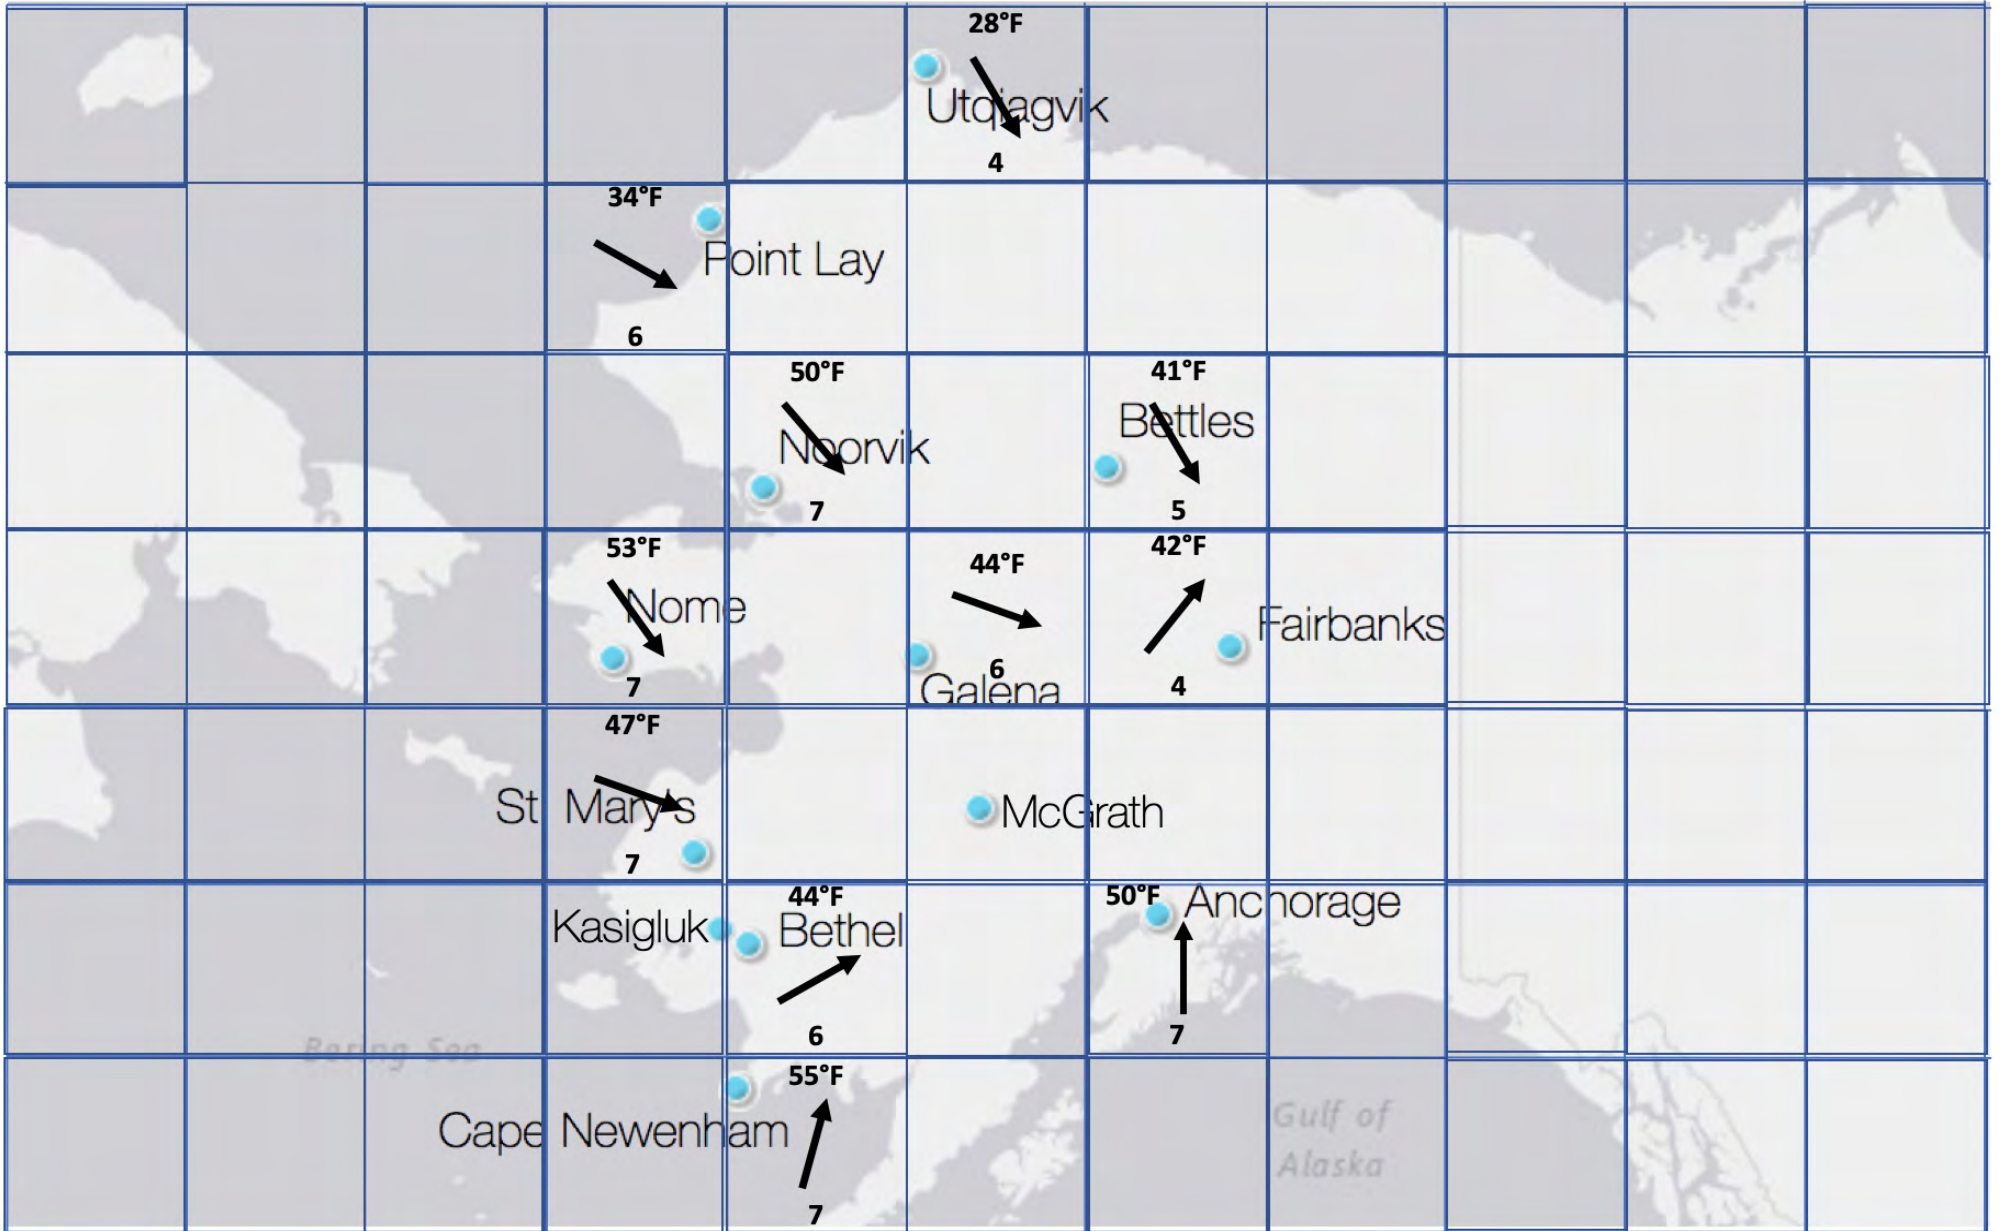 28°F
Utqiagvik
4
34°F
Point Lay
6
50°F
Noorvik
7
41°F
Bettles
5
53°F
Nome
7
44°F
6
Galena
42°F
Fairbanks
4
47°F
St Mary's
7
McGrath
44°F
Kasigluk
Bethel
6
50°F
Anchorage
7
Bering Sea
55°F
Cape Newenham
7
Gulf of
Alaska